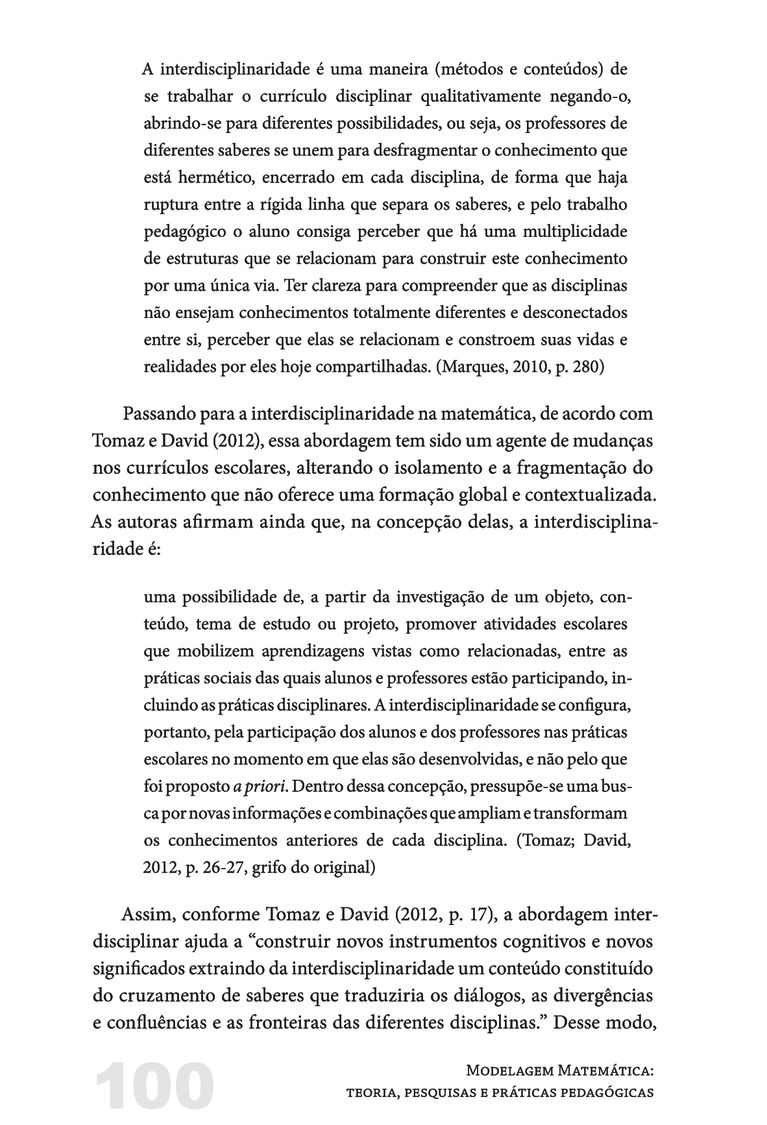 A interdisciplinaridade é uma maneira (métodos e conteúdos) de
se trabalhar o currículo disciplinar qualitativamente negando-o,
abrindo-se para diferentes possibilidades, ou seja, os professores de
diferentes saberes se unem para desfragmentar o conhecimento que
está hermético, encerrado em cada disciplina, de forma que haja
ruptura entre a rígida linha que separa os saberes, e pelo trabalho
pedagógico o aluno consiga perceber que há uma multiplicidade
de estruturas que se relacionam para construir este conhecimento
por uma única via. Ter clareza para compreender que as disciplinas
não ensejam conhecimentos totalmente diferentes e desconectados
entre si, perceber que elas se relacionam e constroem suas vidas e
realidades por eles hoje compartilhadas. (Marques, 2010, p. 280)
Passando para a interdisciplinaridade na matemática, de acordo com
Tomaz e David (2012), essa abordagem tem sido um agente de mudanças
nos currículos escolares, alterando o isolamento e a fragmentação do
conhecimento que não oferece uma formação global e contextualizada.
As autoras afirmam ainda que, na concepção delas, a interdisciplina-
ridade é:
uma possibilidade de, a partir da investigação de um objeto, con-
teúdo, tema de estudo ou projeto, promover atividades escolares
que mobilizem aprendizagens vistas como relacionadas, entre as
práticas sociais das quais alunos e professores estão participando, in-
cluindo as práticas disciplinares. A interdisciplinaridade se configura,
portanto, pela participação dos alunos e dos professores nas práticas
escolares no momento em que elas são desenvolvidas, e não pelo que
foi proposto a priori. Dentro dessa concepção, pressupõe-se uma bus-
ca por novas informações e combinações que ampliam e transformam
os conhecimentos anteriores de cada disciplina. (Tomaz; David,
2012, p. 26-27, grifo do original)
Assim, conforme Tomaz e David (2012, p. 17), a abordagem inter-
disciplinar ajuda a “construir novos instrumentos cognitivos e novos
significados extraindo da interdisciplinaridade um conteúdo constituído
do cruzamento de saberes que traduziria os diálogos, as divergências
e confluências e as fronteiras das diferentes disciplinas.” Desse modo,
100
Modelagem Matemática:
teoria, pesquisas e práticas pedagógicas